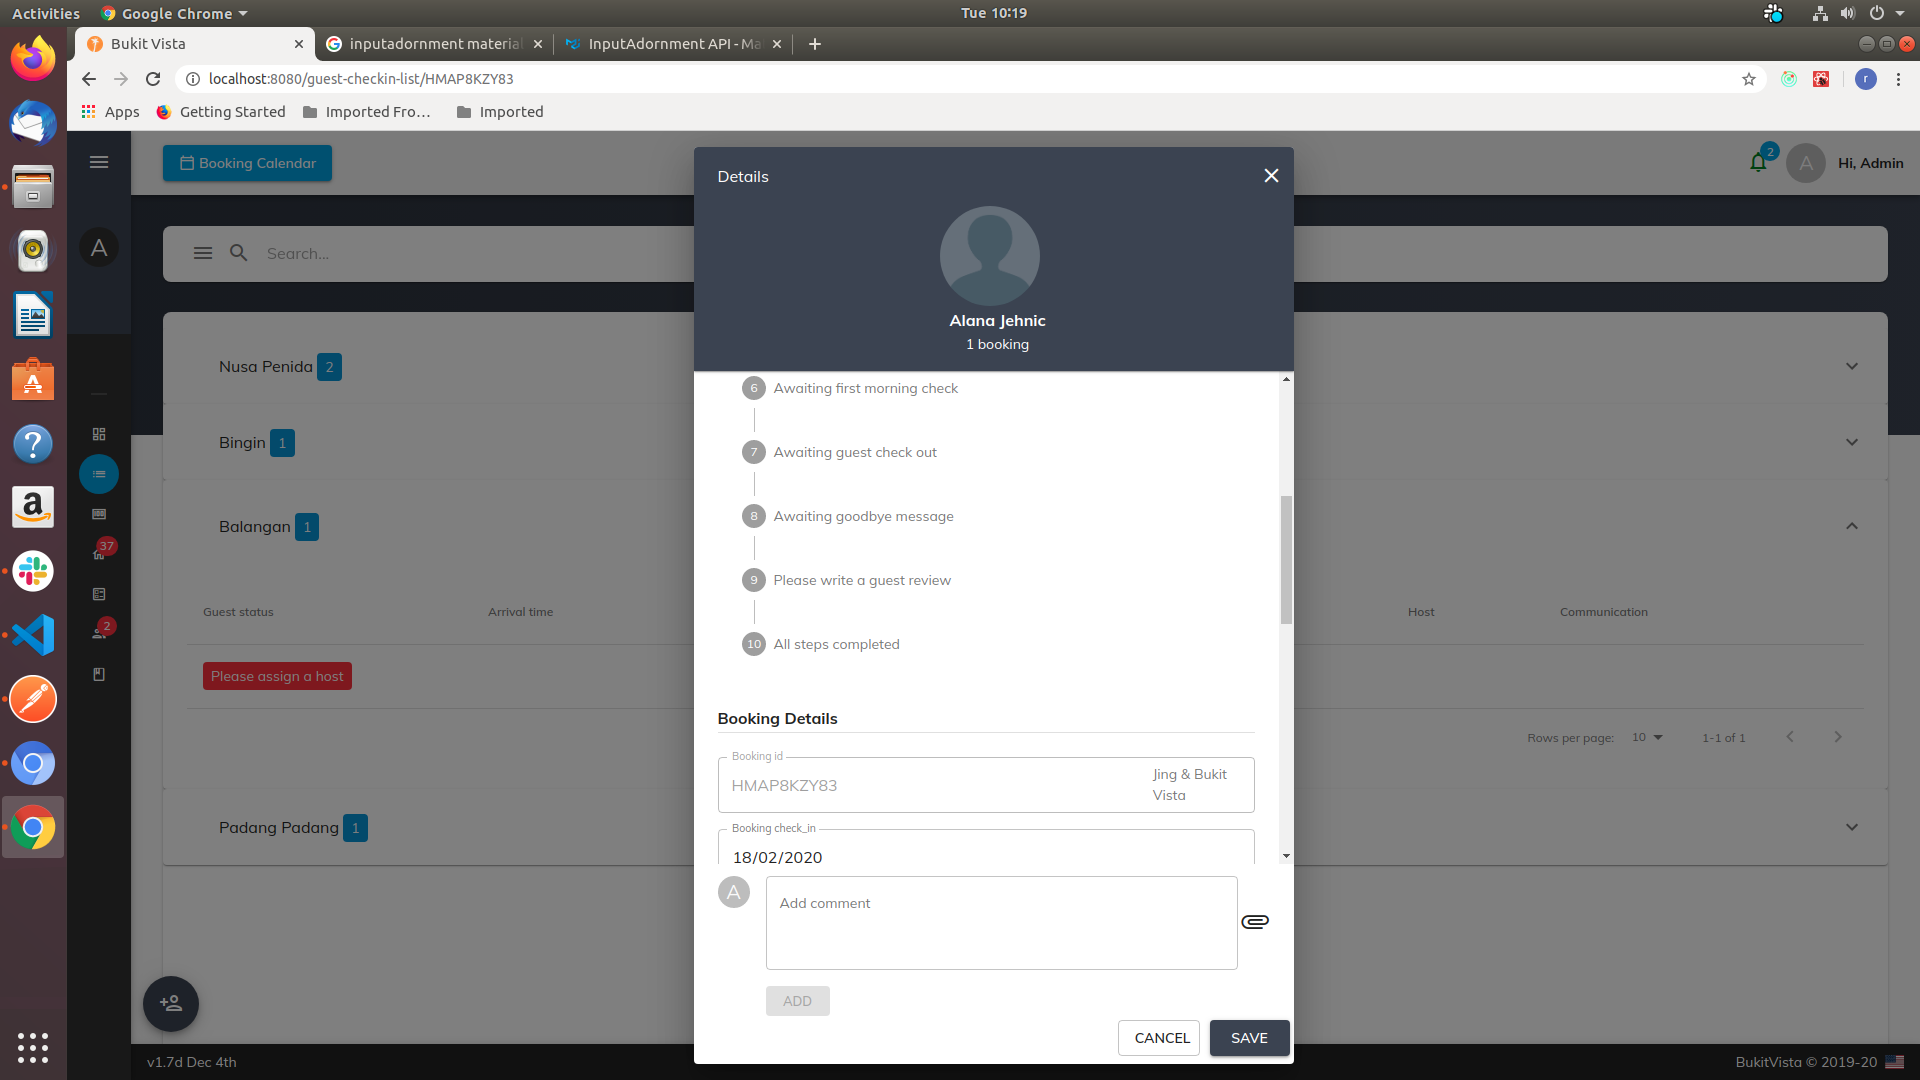 Activities
Google Chrome
Tue 10:19
Bukit Vista
inputadornment material
InputAdornment API - Ma
localhost:8080/guest-checkin-list/HMAP8KZY83
r
Apps
Getting Started
Imported Fro...
Imported
Booking Calendar
2
A
Hi, Admin
A
Search...
Nusa Penida 2
Bingin 1
Balangan 1
37
2
Guest status
Arrival time
Host
Communication
Please assign a host
Rows per page: 10
1-1 of 1
Padang Padang 1
v1.7d Dec 4th
BukitVista © 2019-20
Details
Alana Jehnic
1 booking
6 Awaiting first morning check
7 Awaiting guest check out
8 Awaiting goodbye message
9 Please write a guest review
10 All steps completed
Booking Details
Booking id
HMAP8KZY83
Jing & Bukit
Vista
Booking check_in
18/02/2020
A
Add comment
ADD
CANCEL
SAVE